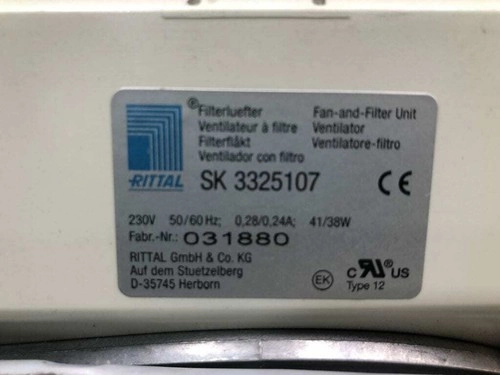 ®Filterluefter Fan-and-Filter Unit
Ventilateur à filtre Ventilator
Filterfläkt Ventilatore-filtro
Ventilador con filtro
RITTAL SK 3325107 CE
230V 50/60 Hz; 0,28/0,24A; 41/38W
Fabr.-Nr.: 031880
RITTAL GmbH & Co. KG
Auf dem Stuetzelberg
D-35745 Herborn
EK
C RU US
Type 12